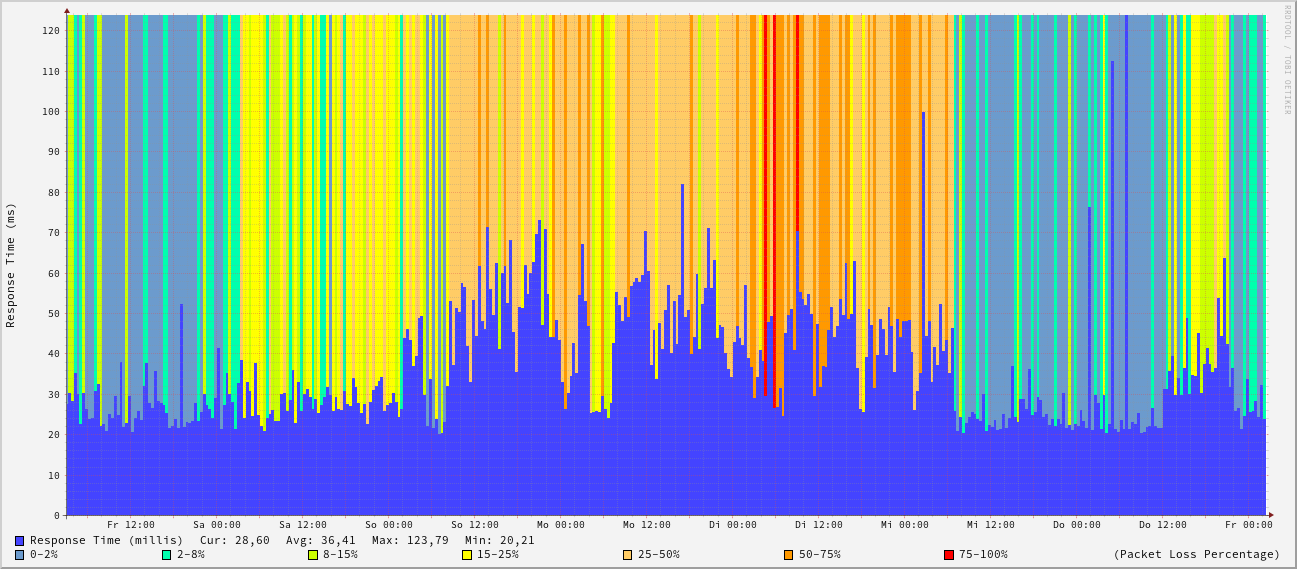 RRDTOOL / TOBI OETIKER
Response Time (ms)
120
110
100
90
80
70
60
50
40
30
20
10
0
Fr 12:00 Sa 00:00 Sa 12:00 So 00:00 So 12:00 Mo 00:00 Mo 12:00 Di 00:00 Di 12:00 Mi 00:00 Mi 12:00 Do 00:00 Do 12:00 Fr 00:00
Response Time (millis) Cur: 28,60 Avg: 36,41 Max: 123,79 Min: 20,21
0-2% 2-8% 8-15% 15-25% 25-50% 50-75% 75-100% (Packet Loss Percentage)